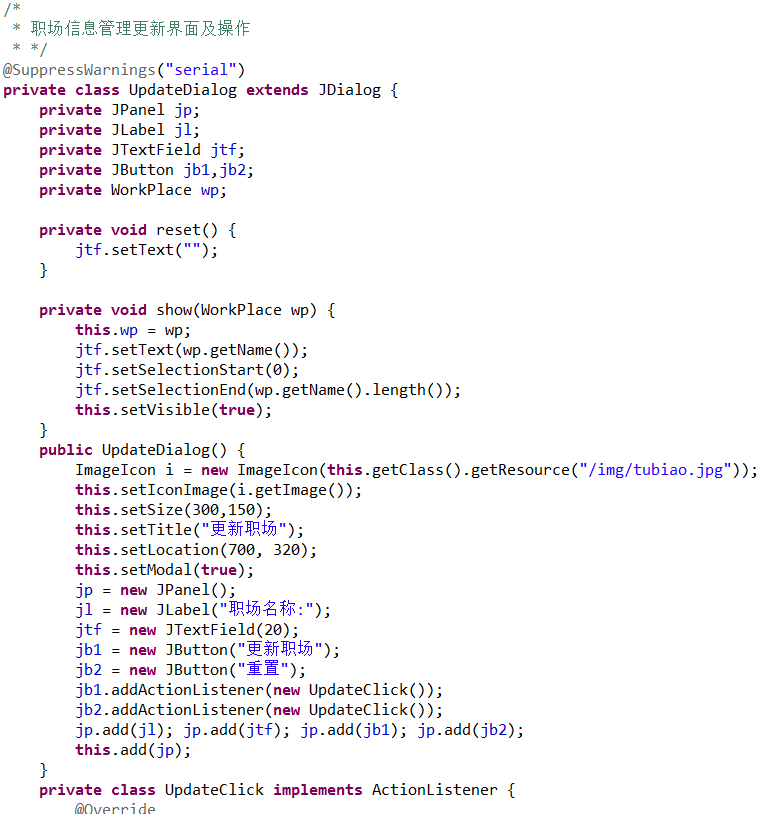 /*
 * 职场信息管理更新界面及操作
 * */
@SuppressWarnings("serial")
private class UpdateDialog extends JDialog {
    private JPanel jp;
    private JLabel jl;
    private JTextField jtf;
    private JButton jb1,jb2;
    private WorkPlace wp;

    private void reset() {
        jtf.setText("");
    }

    private void show(WorkPlace wp) {
        this.wp = wp;
        jtf.setText(wp.getName());
        jtf.setSelectionStart(0);
        jtf.setSelectionEnd(wp.getName().length());
        this.setVisible(true);
    }
    public UpdateDialog() {
        ImageIcon i = new ImageIcon(this.getClass().getResource("/img/tubiao.jpg"));
        this.setIconImage(i.getImage());
        this.setSize(300,150);
        this.setTitle("更新职场");
        this.setLocation(700, 320);
        this.setModal(true);
        jp = new JPanel();
        jl = new JLabel("职场名称:");
        jtf = new JTextField(20);
        jb1 = new JButton("更新职场");
        jb2 = new JButton("重置");
        jb1.addActionListener(new UpdateClick());
        jb2.addActionListener(new UpdateClick());
        jp.add(jl); jp.add(jtf); jp.add(jb1); jp.add(jb2);
        this.add(jp);
    }
    private class UpdateClick implements ActionListener {
        @Override